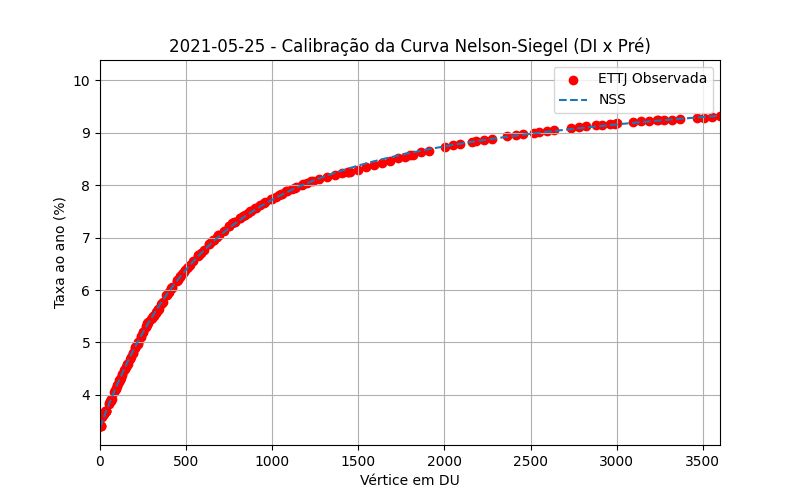 2021-05-25 - Calibração da Curva Nelson-Siegel (DI x Pré)
ETTJ Observada
NSS
Taxa ao ano (%)
10
9
8
7
6
5
4
0 500 1000 1500 2000 2500 3000 3500
Vértice em DU